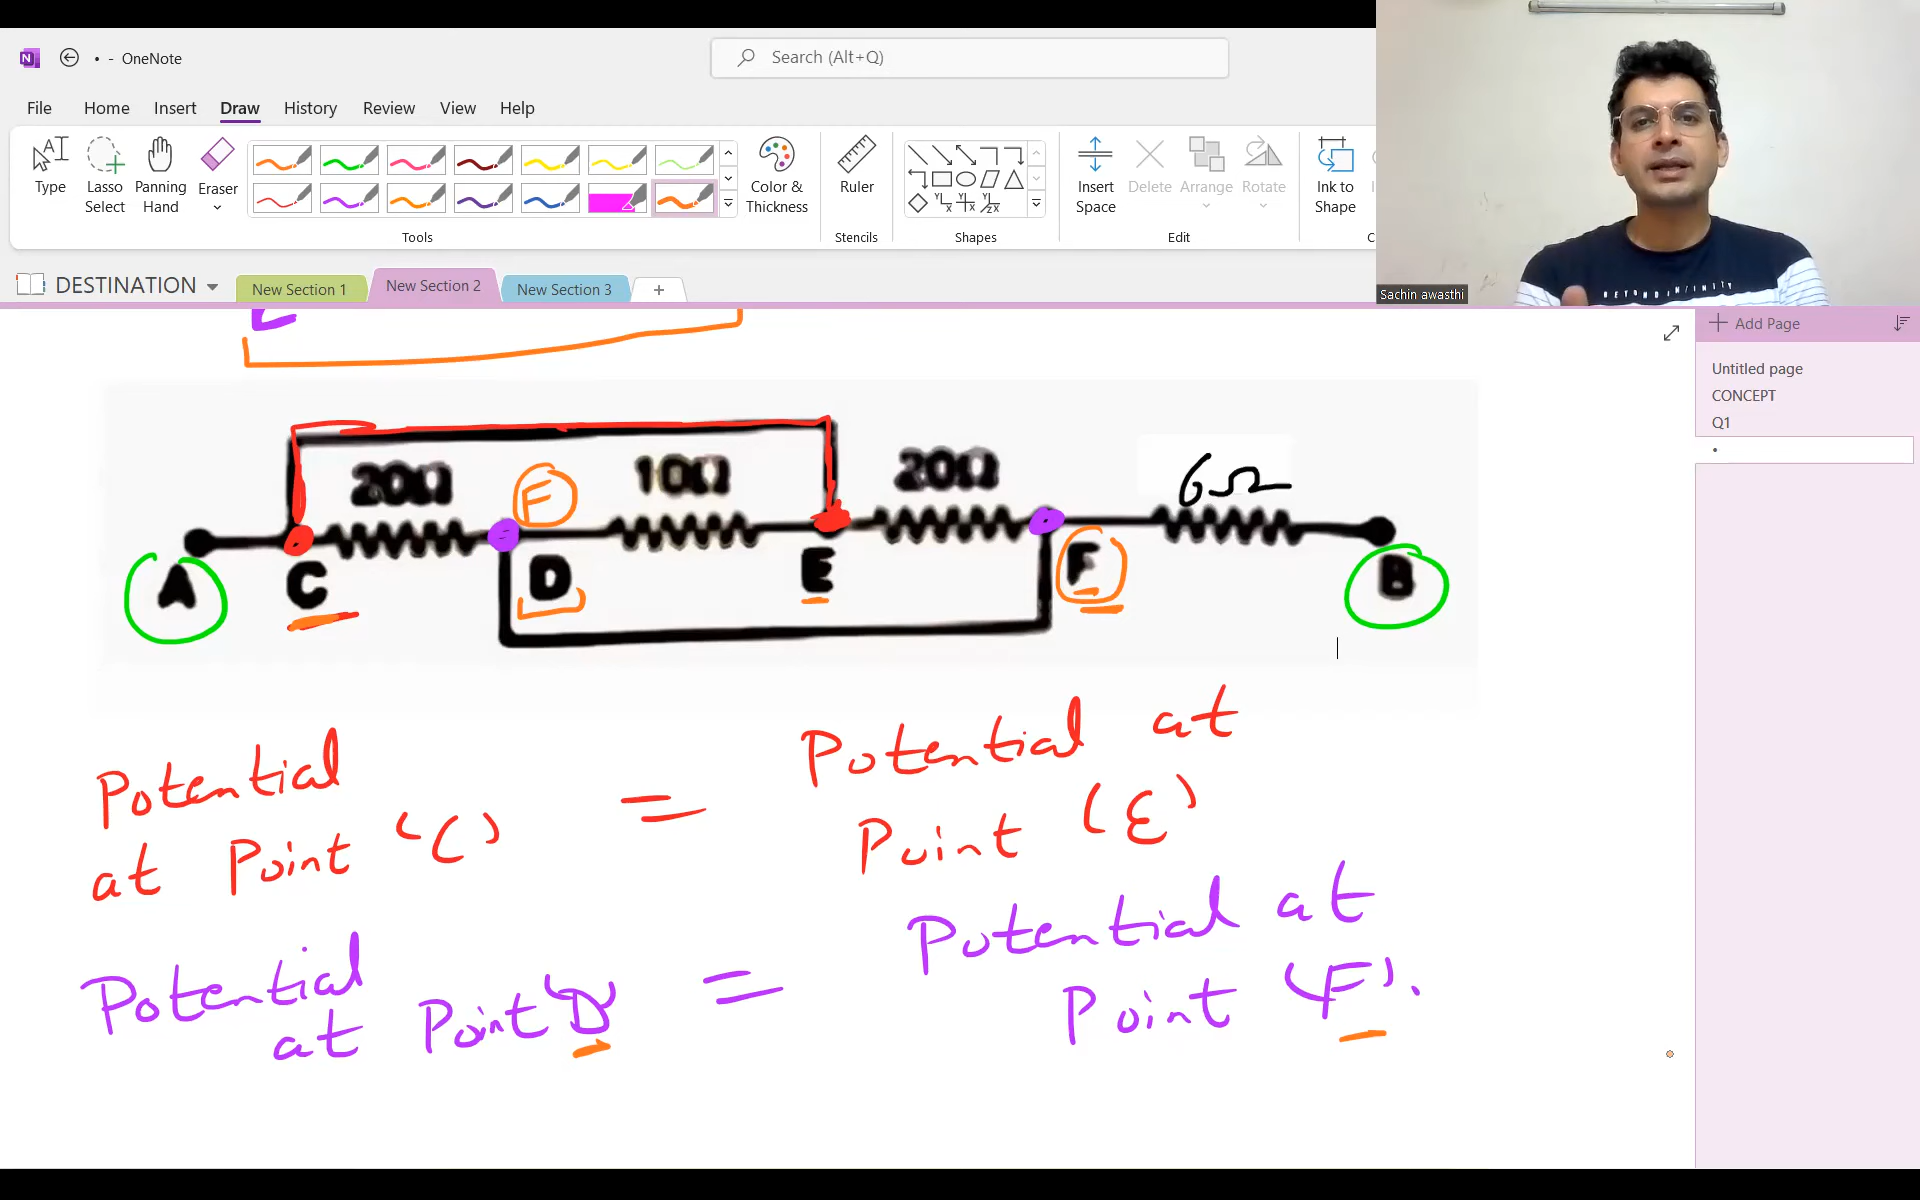 • - OneNote
Search (Alt+Q)
File Home Insert Draw History Review View Help
Type
Lasso Select
Panning Hand
Eraser
Color & Thickness
Ruler
Insert Space
Delete
Arrange
Rotate
Ink to Shape
Tools
Stencils
Shapes
Edit
BEYOND IN/INITY
Sachin awasthi
DESTINATION
New Section 1
New Section 2
New Section 3
Add Page
Untitled page
CONCEPT
Q1
•
20Ω F 10Ω 20Ω 6Ω
A C D E F B
Potential at Point 'C' = Potential at Point 'E'
Potential at Point 'D' = Potential at Point 'F'.